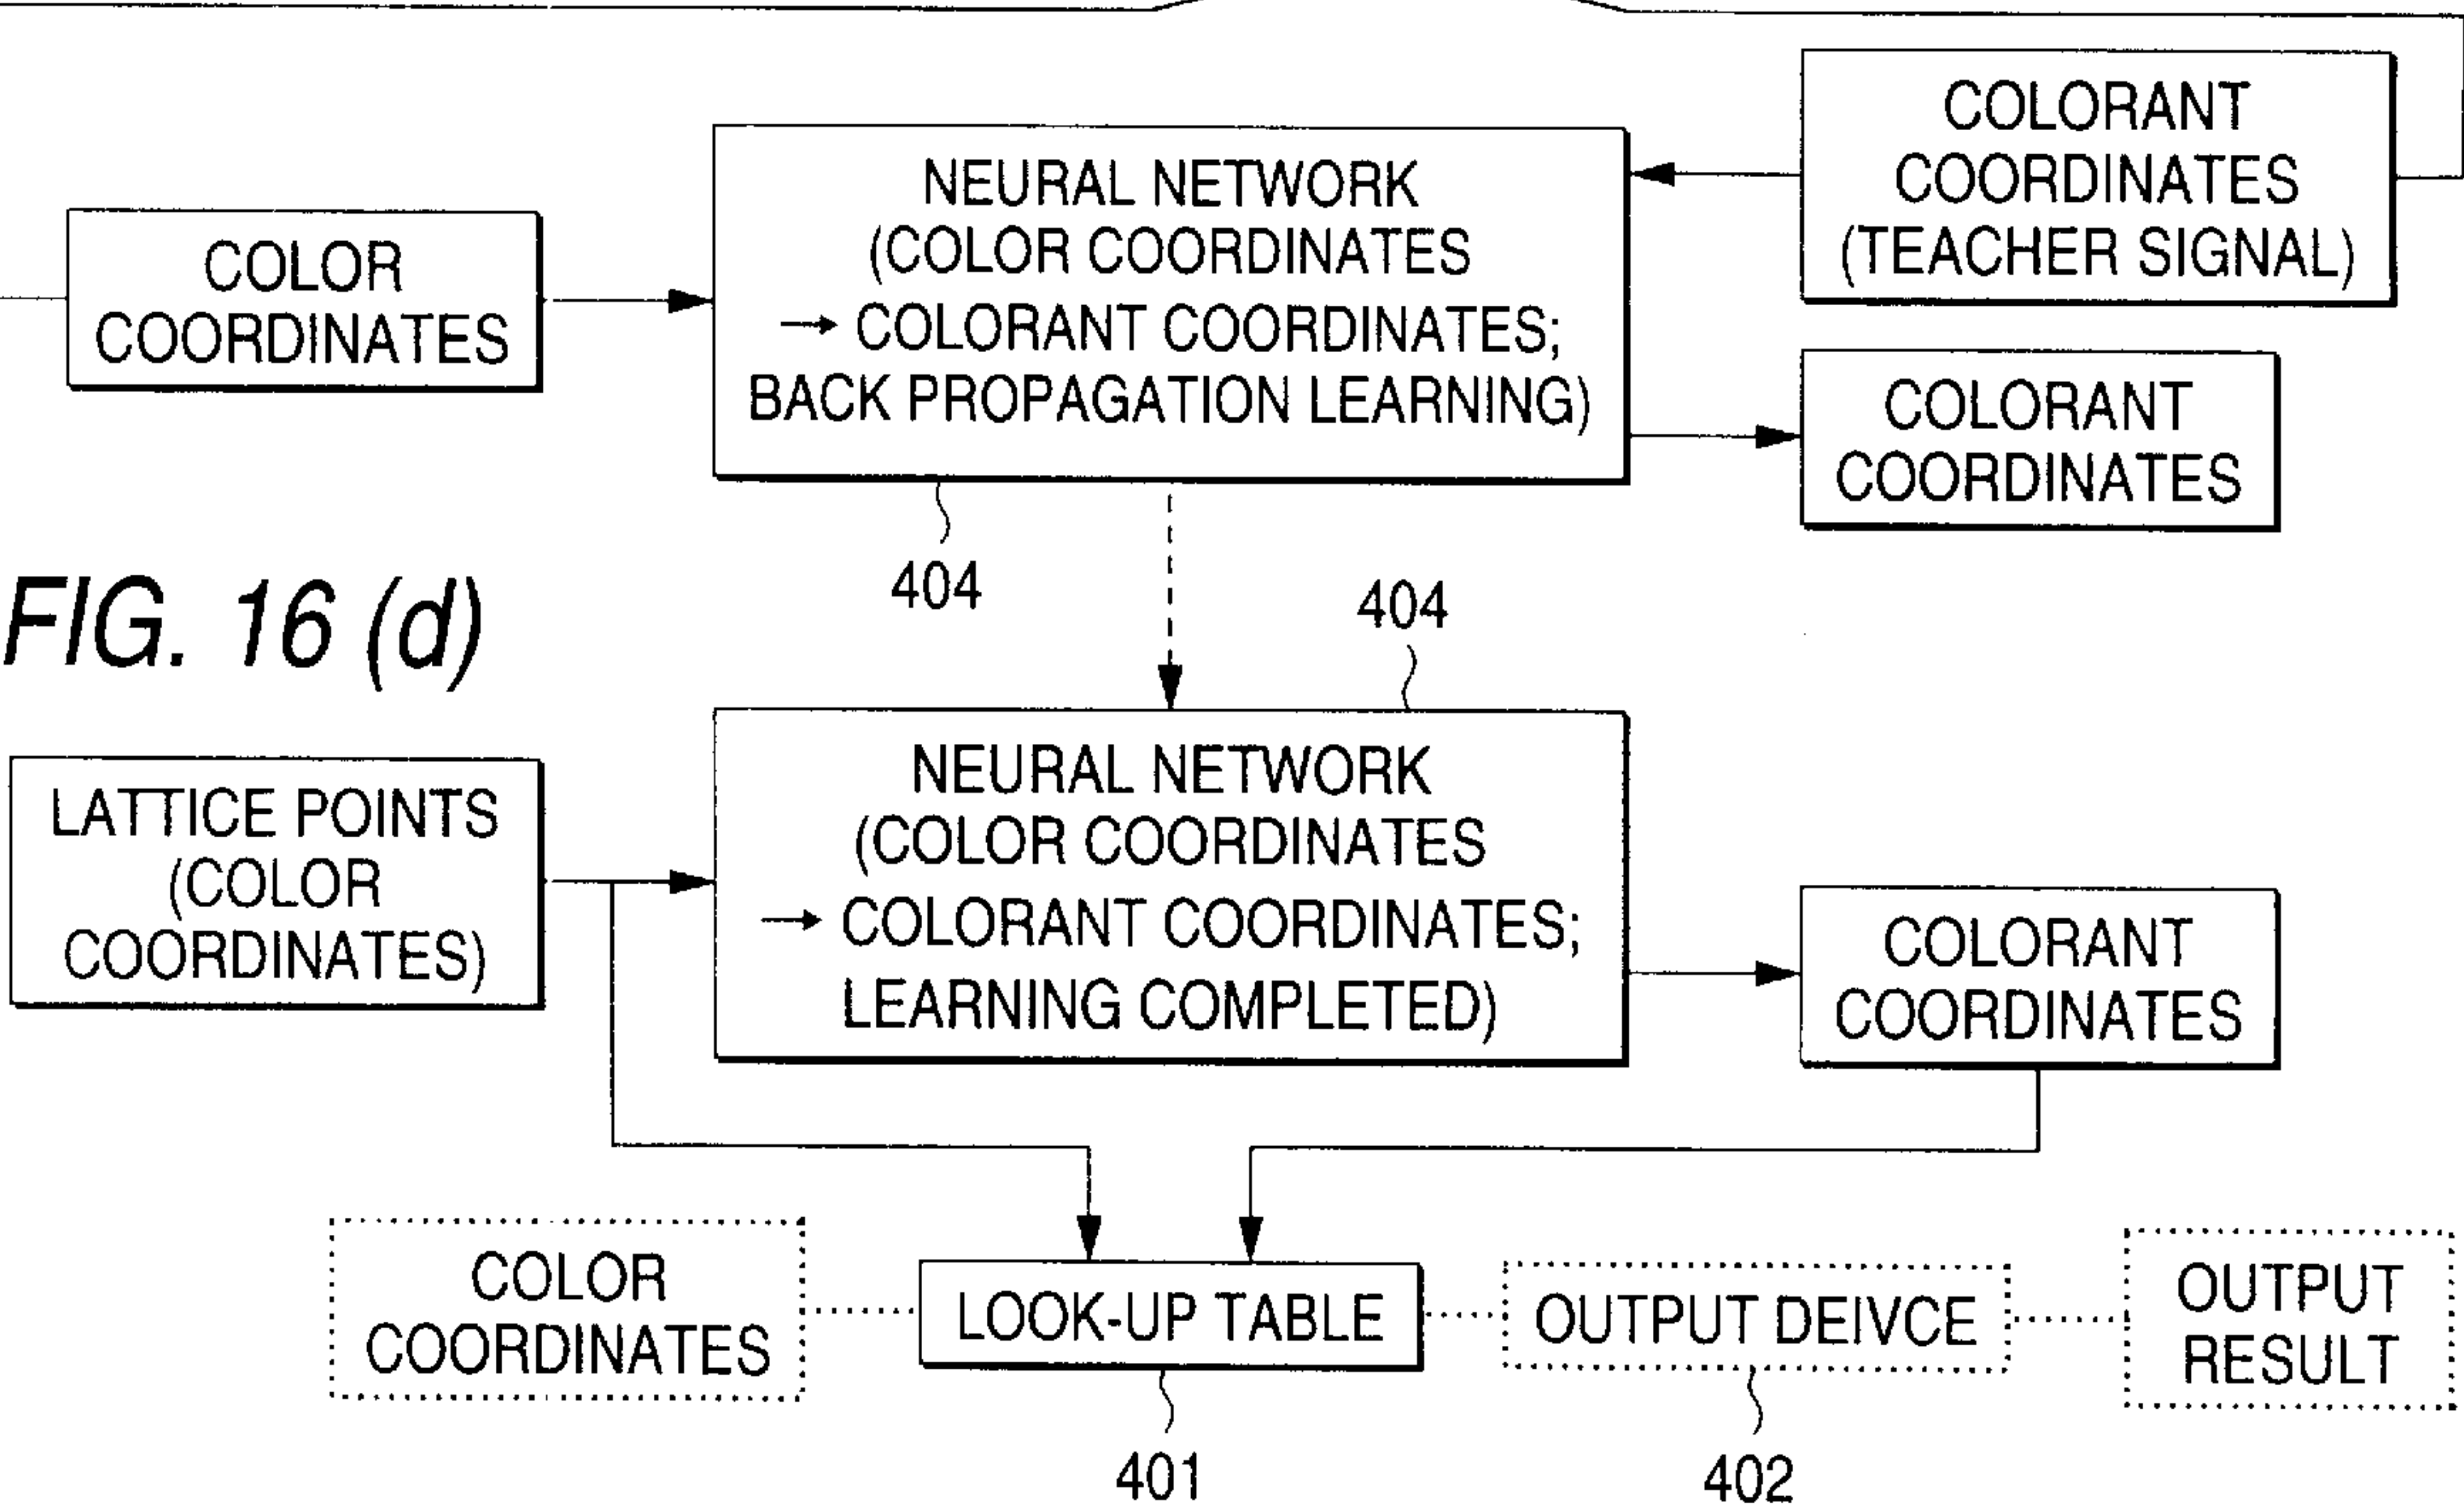 COLORANT
COORDINATES
(TEACHER SIGNAL)
COLOR
COORDINATES
NEURAL NETWORK
(COLOR COORDINATES
→ COLORANT COORDINATES;
BACK PROPAGATION LEARNING)
COLORANT
COORDINATES
404
FIG. 16 (d)
404
LATTICE POINTS
(COLOR
COORDINATES)
NEURAL NETWORK
(COLOR COORDINATES
→ COLORANT COORDINATES;
LEARNING COMPLETED)
COLORANT
COORDINATES
COLOR
COORDINATES
LOOK-UP TABLE
OUTPUT DEIVCE
OUTPUT
RESULT
401
402